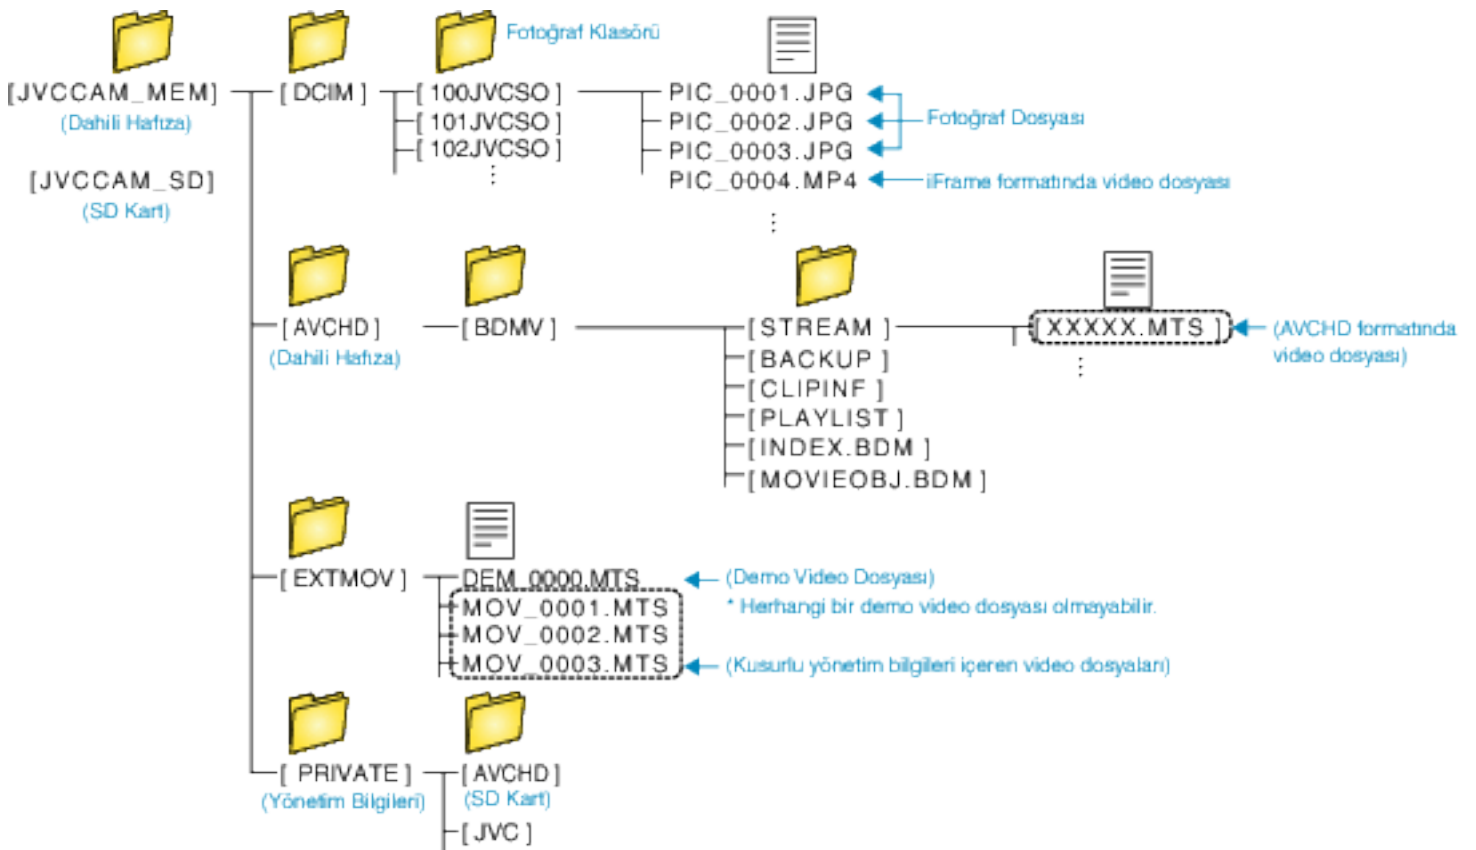 Fotoğraf Klasörü
[JVCCAM_MEM]
(Dahili Hafıza)
[JVCCAM_SD]
(SD Kart)
[DCIM]
[100JVCSO]
[101JVCSO]
[102JVCSO]
PIC_0001.JPG
PIC_0002.JPG
PIC_0003.JPG
PIC_0004.MP4
Fotoğraf Dosyası
iFrame formatında video dosyası
[AVCHD]
(Dahili Hafıza)
[BDMV]
[STREAM]
[BACKUP]
[CLIPINF]
[PLAYLIST]
[INDEX.BDM]
[MOVIEOBJ.BDM]
[XXXXX.MTS]
(AVCHD formatında
video dosyası)
[EXTMOV]
DEM_0000.MTS
MOV_0001.MTS
MOV_0002.MTS
MOV_0003.MTS
(Demo Video Dosyası)
* Herhangi bir demo video dosyası olmayabilir.
(Kusurlu yönetim bilgileri içeren video dosyaları)
[PRIVATE]
(Yönetim Bilgileri)
[AVCHD]
(SD Kart)
[JVC]